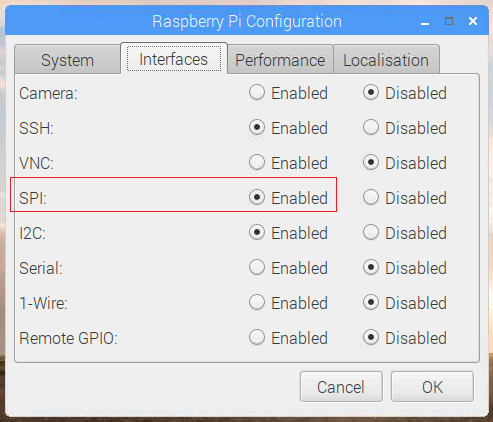 Raspberry Pi Configuration
System Interfaces Performance Localisation
Camera: Enabled Disabled
SSH: Enabled Disabled
VNC: Enabled Disabled
SPI: Enabled Disabled
I2C: Enabled Disabled
Serial: Enabled Disabled
1-Wire: Enabled Disabled
Remote GPIO: Enabled Disabled
Cancel OK